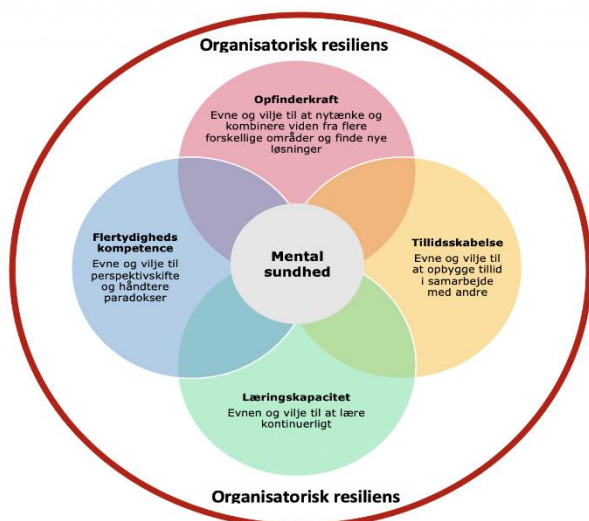 Organisatorisk resiliens
Opfinderkraft
Evne og vilje til at nytænke og
kombinere viden fra flere
forskellige områder og finde nye
løsninger
Flertydigheds
kompetence
Evne og vilje til
perspektivskifte
og håndtere
paradokser
Mental
sundhed
Tillidsskabelse
Evne og vilje til
at opbygge tillid
i samarbejde
med andre
Læringskapacitet
Evnen og vilje til at lære
kontinuerligt
Organisatorisk resiliens